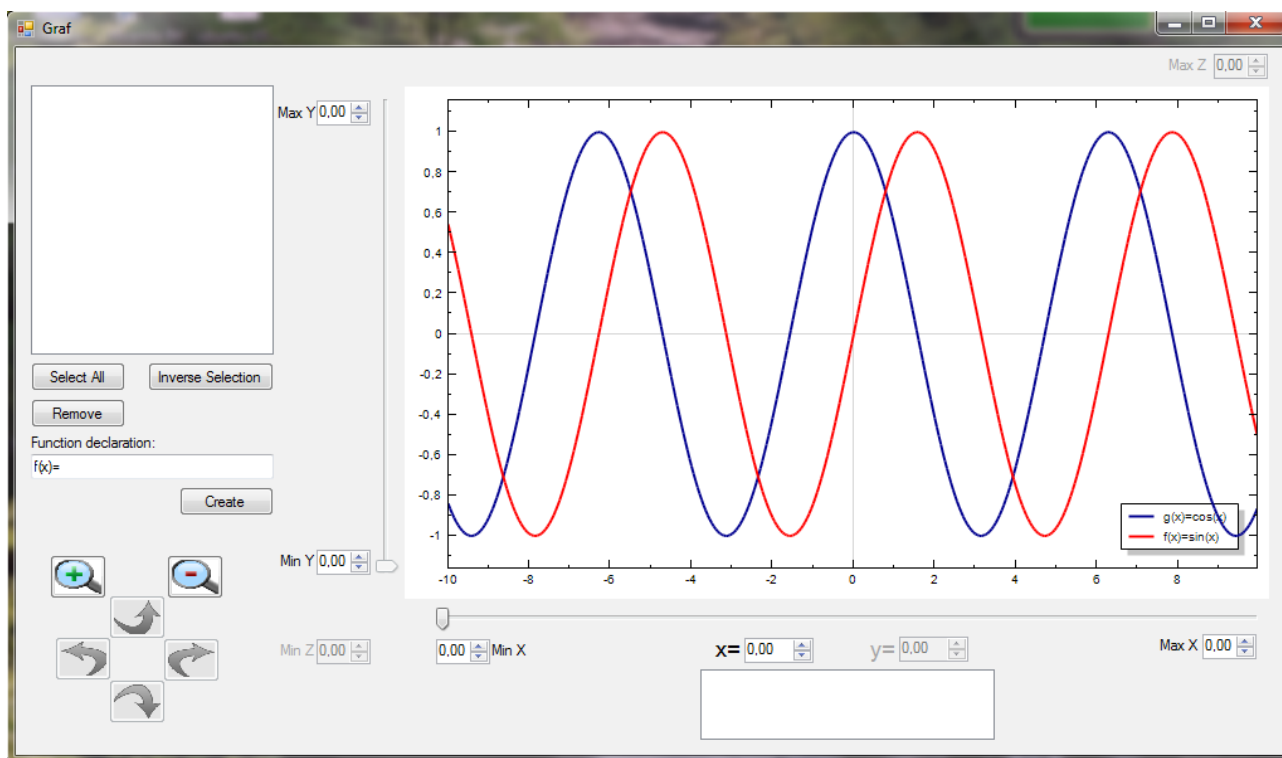 Graf
Max Z 0,00
Max Y 0,00
1
0.8
0.6
0.4
0.2
0
-0.2
-0.4
-0.6
-0.8
-1
-10 -8 -6 -4 -2 0 2 4 6 8
g(x)=cos(x)
f(x)=sin(x)
Select All Inverse Selection
Remove
Function declaration:
f(x)=
Create
Min Y 0,00
Min Z 0,00
0,00 Min X
x= 0,00
y= 0,00
Max X 0,00